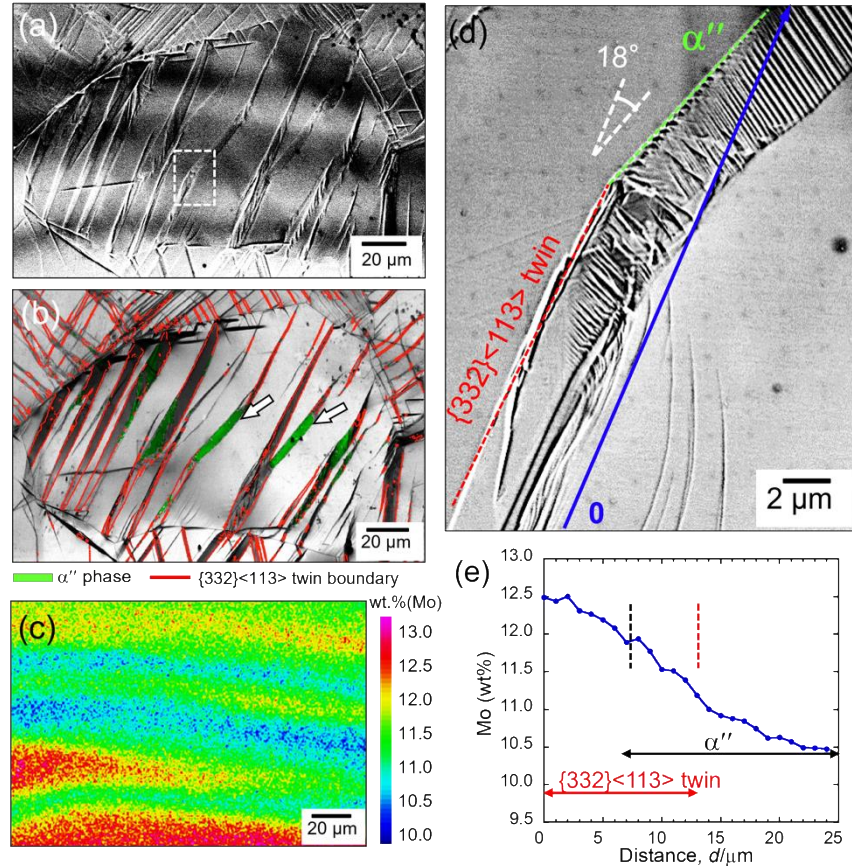 (a)
20 μm
(b)
20 μm
α′′ phase
{332}<113> twin boundary
(c)
wt.%(Mo)
13.0
12.5
12.0
11.5
11.0
10.5
10.0
20 μm
(d)
18°
α′′
{332}<113> twin
0
2 μm
(e)
13.0
12.5
12.0
11.5
11.0
10.5
10.0
9.5
Mo (wt%)
α′′
{332}<113> twin
0 5 10 15 20 25
Distance, d/μm